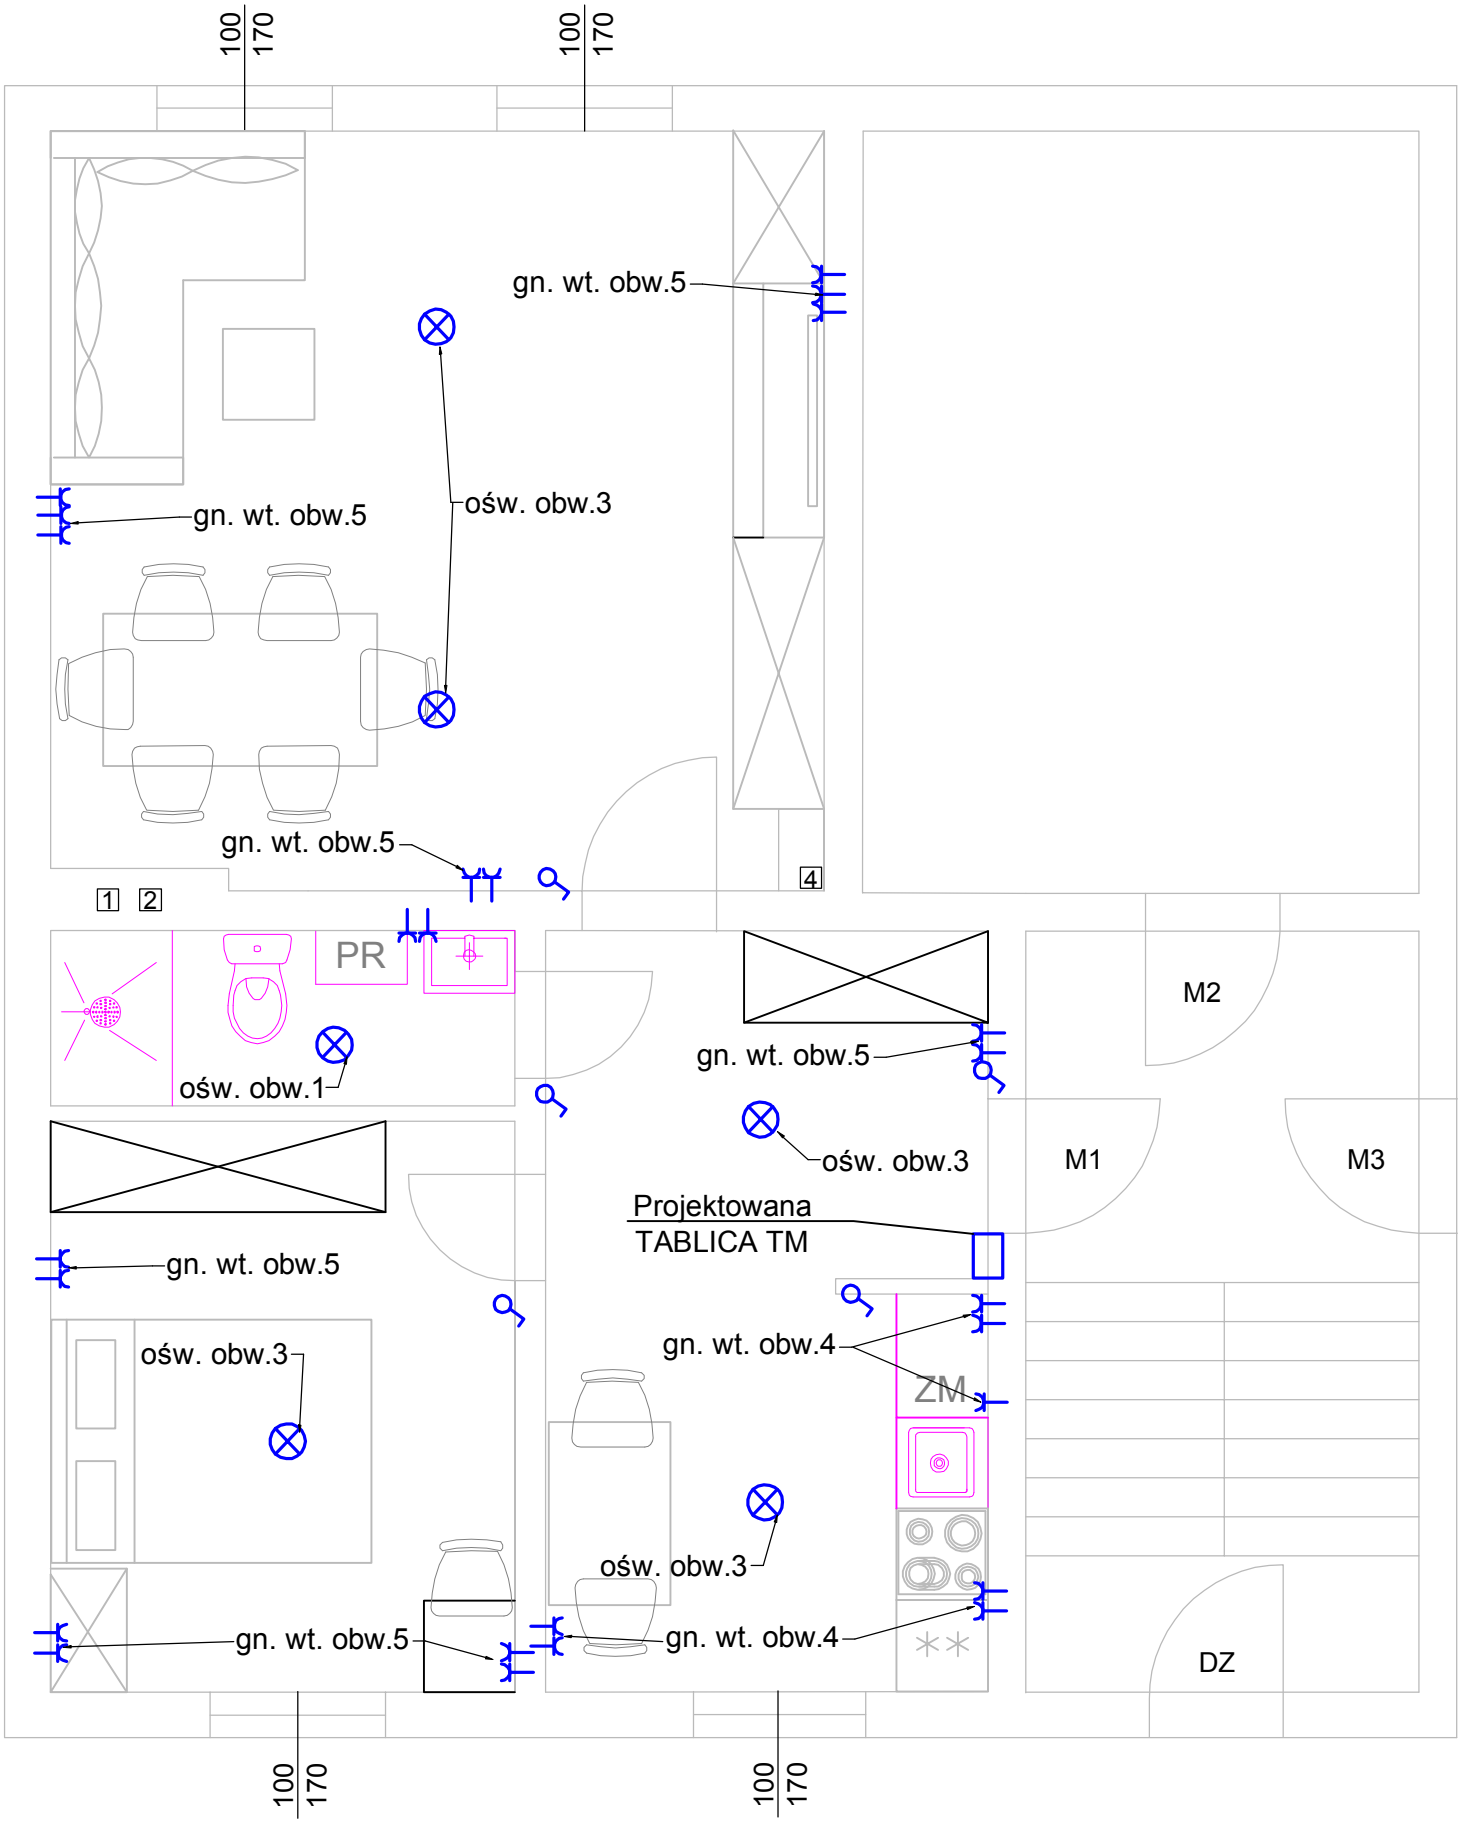 100
170
100
170
gn. wt. obw.5
ośw. obw.3
gn. wt. obw.5
gn. wt. obw.5
4
1
2
PR
M2
gn. wt. obw.5
ośw. obw.1
ośw. obw.3
M1
M3
Projektowana
TABLICA TM
gn. wt. obw.5
gn. wt. obw.4
ośw. obw.3
ZM
ośw. obw.3
gn. wt. obw.5
gn. wt. obw.4
**
DZ
100
170
100
170